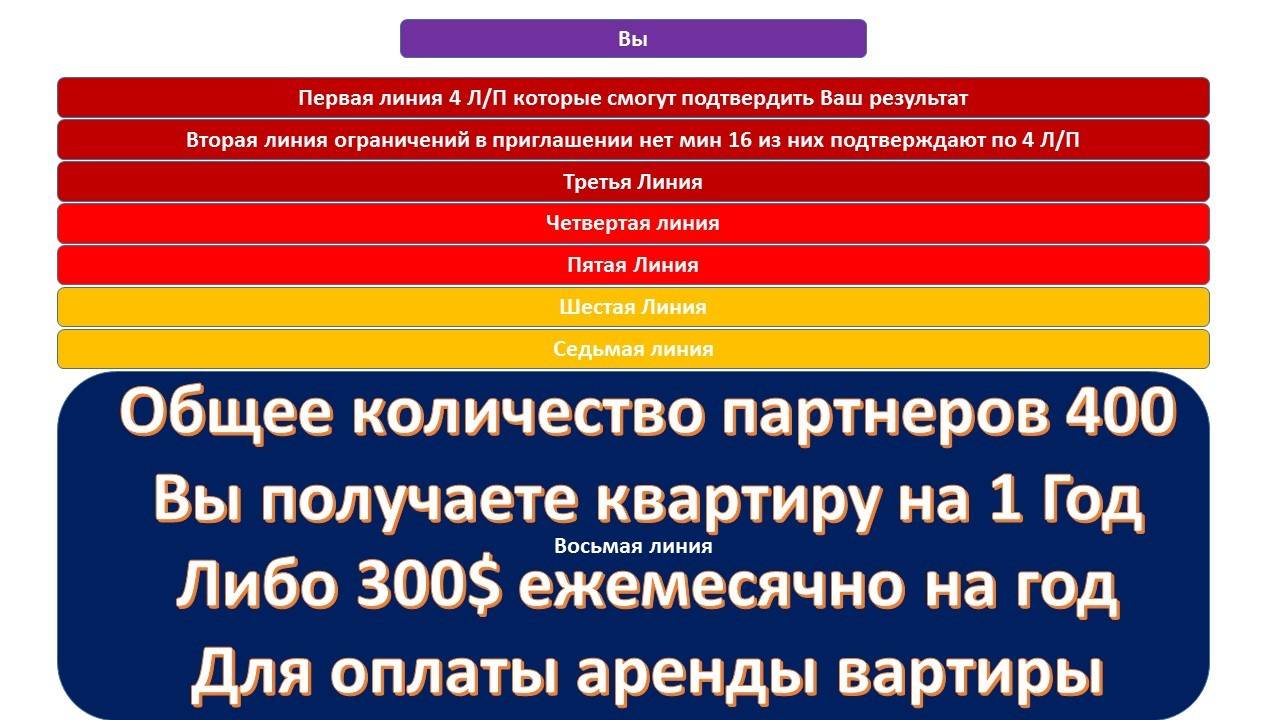 Вы
Первая линия 4 Л/П которые смогут подтвердить Ваш результат
Вторая линия ограничений в приглашении нет мин 16 из них подтверждают по 4 Л/П
Третья Линия
Четвертая линия
Пятая Линия
Шестая Линия
Седьмая линия
Общее количество партнеров 400
Вы получаете квартиру на 1 Год
Восьмая линия
Либо 300$ ежемесячно на год
Для оплаты аренды вартиры